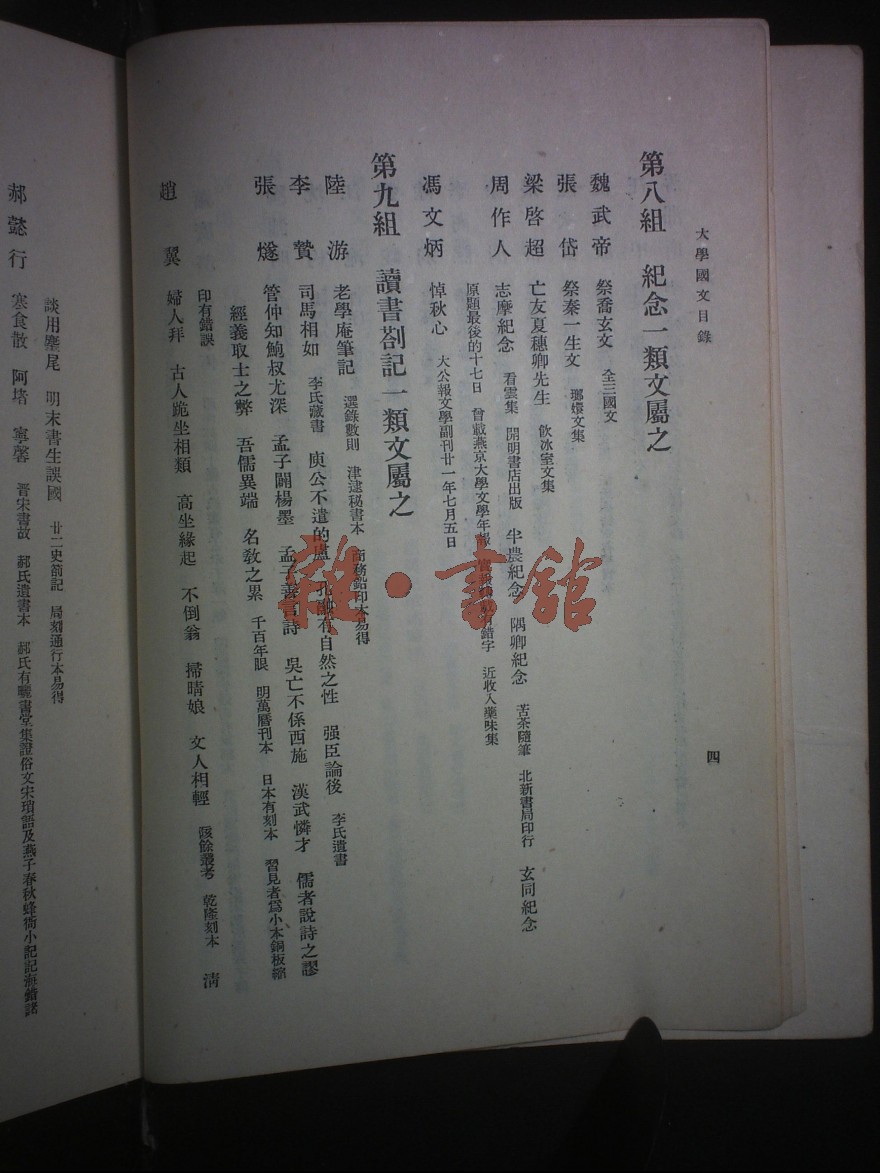 大學國文目錄
四
第八組 紀念一類文屬之
魏武帝 祭喬玄文 全三國文
張岱 祭秦一生文 瑯嬛文集
梁啓超 亡友夏穗卿先生 飲冰室文集
周作人 志摩紀念 看雲集 開明書店出版 半農紀念 隅卿紀念 苦茶隨筆 北新書局印行 玄同紀念
原題最後的十七日 曾載燕京大學文學年報 錯字 近收入藥味集
馮文炳 悼秋心 大公報文學副刊廿一年七月五日
第九組 讀書劄記一類文屬之
陸游 老學庵筆記 選錄數則 津逮秘書本 商務鉛印本易得
李贄 司馬相如 李氏藏書 庾公不遣的盧 有自然之性 强臣論後 李氏遺書
張燧 管仲知鮑叔尤深 孟子闢楊墨 孟子善言詩 吳亡不係西施 漢武憐才 儒者說詩之謬
經義取士之弊 吾儒異端 名敎之累 千百年眼 明萬曆刊本 日本有刻本 習見者爲小本銅板縮
印有錯誤
趙翼 婦人拜 古人跪坐相類 高坐緣起 不倒翁 掃晴娘 文人相輕 陔餘叢考 乾隆刻本 清
談用麈尾 明末書生誤國 廿二史箚記 局刻通行本易得
郝懿行 寒食散 阿堵 寧馨 晋宋書故 郝氏遺書本 郝氏有曬書堂集證俗文宋瑣語及燕子春秋蜂衙小記記海錯諸
雜·書館